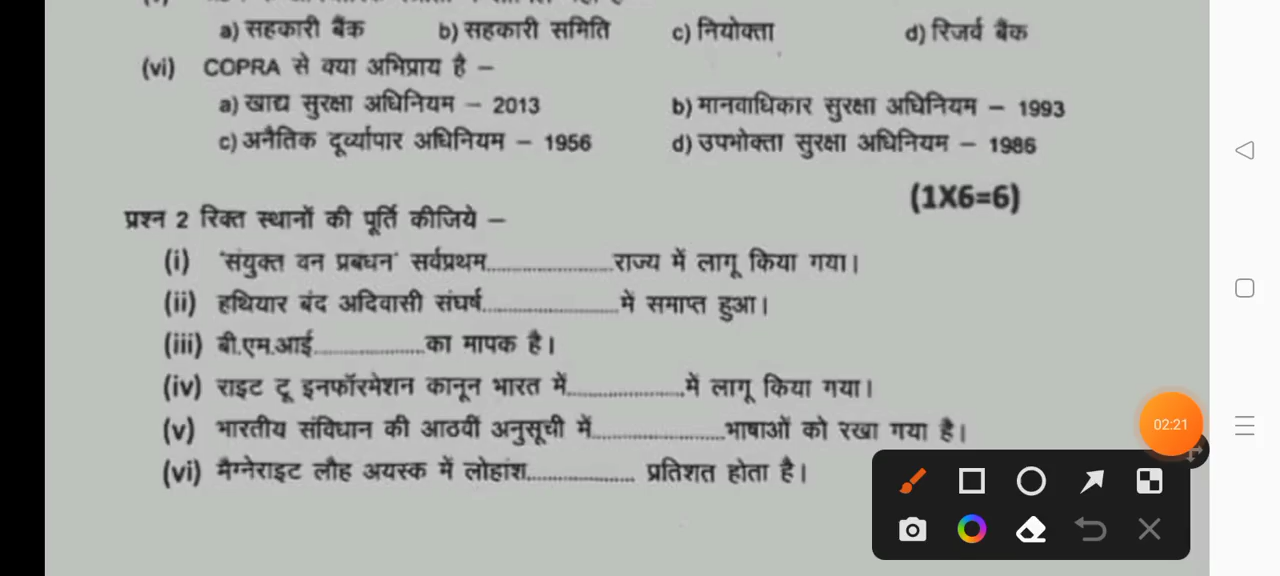 a) सहकारी बैंक b) सहकारी समिति c) नियोक्ता d) रिजर्व बैंक
(vi) COPRA से क्या अभिप्राय है –
a) खाद्य सुरक्षा अधिनियम – 2013 b) मानवाधिकार सुरक्षा अधिनियम – 1993
c) अनैतिक दूर्व्यापार अधिनियम – 1956 d) उपभोक्ता सुरक्षा अधिनियम – 1986
(1X6=6)
प्रश्न 2 रिक्त स्थानों की पूर्ति कीजिये –
(i) 'संयुक्त वन प्रबंधन' सर्वप्रथम...................राज्य में लागू किया गया।
(ii) हथियार बंद अदिवासी संघर्ष....................में समाप्त हुआ।
(iii) बी.एम.आई................का मापक है।
(iv) राइट टू इनफॉरमेशन कानून भारत में.................में लागू किया गया।
(v) भारतीय संविधान की आठवीं अनुसूची में...................भाषाओं को रखा गया है।
(vi) मैग्नेराइट लौह अयस्क में लोहांश................ प्रतिशत होता है।
02:21